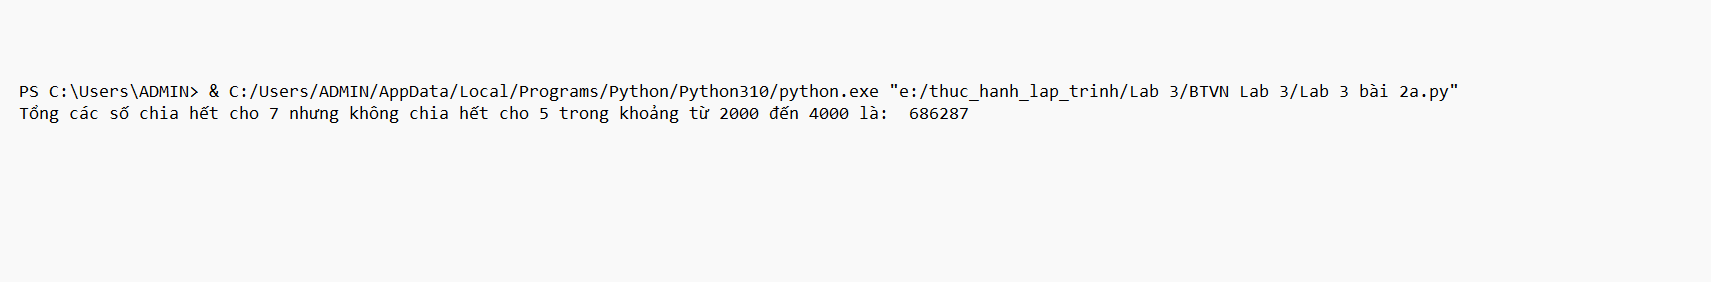 PS C:\Users\ADMIN> & C:/Users/ADMIN/AppData/Local/Programs/Python/Python310/python.exe "e:/thuc_hanh_lap_trinh/Lab 3/BTVN Lab 3/Lab 3 bài 2a.py"
Tổng các số chia hết cho 7 nhưng không chia hết cho 5 trong khoảng từ 2000 đến 4000 là:  686287